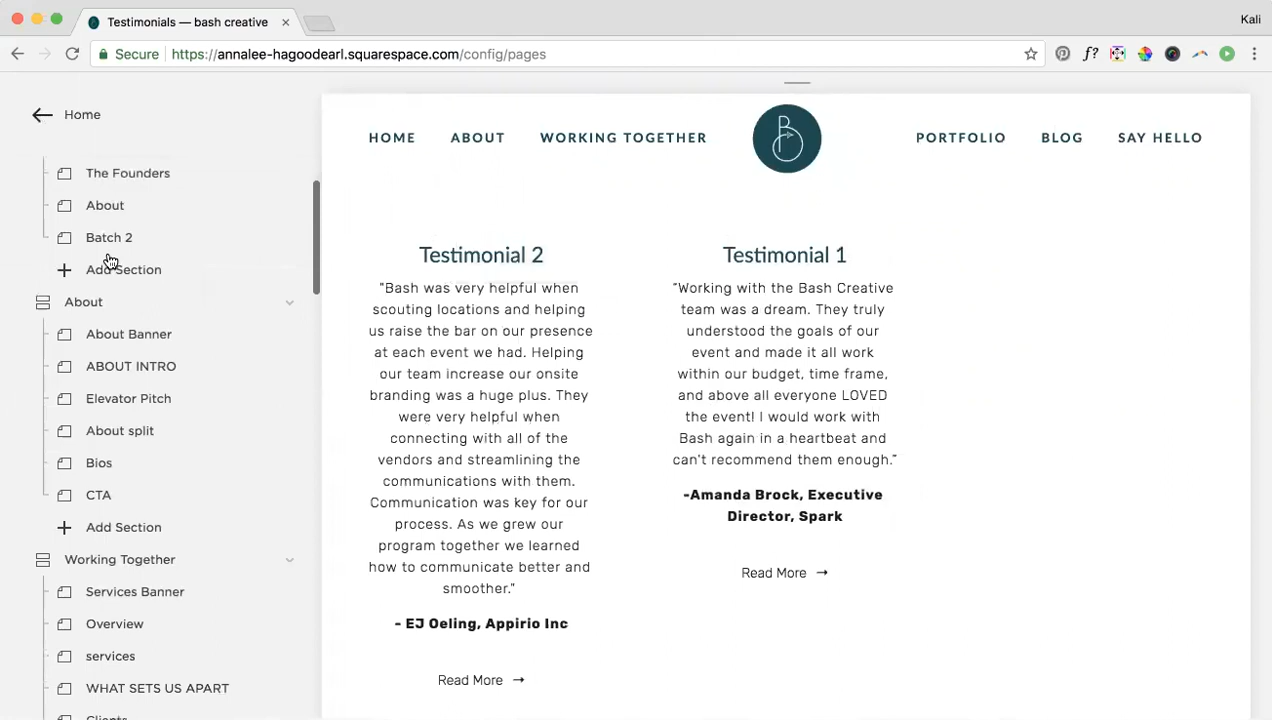 Testimonials — bash creative
Kali
Secure https://annalee-hagoodearl.squarespace.com/config/pages
f?
Home
The Founders
About
Batch 2
Add Section
About
About Banner
ABOUT INTRO
Elevator Pitch
About split
Bios
CTA
Add Section
Working Together
Services Banner
Overview
services
WHAT SETS US APART
Clients
HOME ABOUT WORKING TOGETHER PORTFOLIO BLOG SAY HELLO
Testimonial 2
"Bash was very helpful when
scouting locations and helping
us raise the bar on our presence
at each event we had. Helping
our team increase our onsite
branding was a huge plus. They
were very helpful when
connecting with all of the
vendors and streamlining the
communications with them.
Communication was key for our
process. As we grew our
program together we learned
how to communicate better and
smoother."
- EJ Oeling, Appirio Inc
Read More →
Testimonial 1
"Working with the Bash Creative
team was a dream. They truly
understood the goals of our
event and made it all work
within our budget, time frame,
and above all everyone LOVED
the event! I would work with
Bash again in a heartbeat and
can't recommend them enough."
-Amanda Brock, Executive
Director, Spark
Read More →